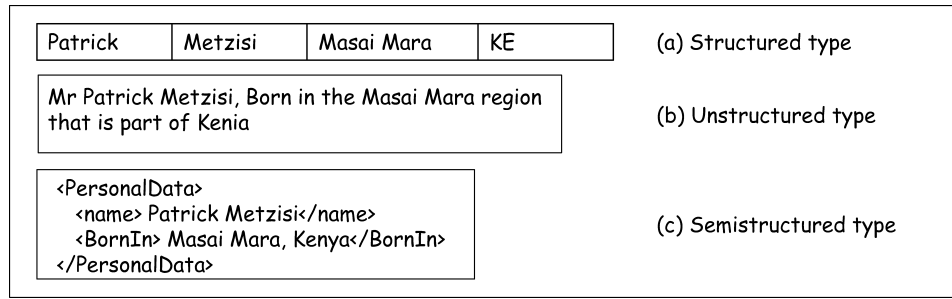 Patrick Metzisi Masai Mara KE (a) Structured type
Mr Patrick Metzisi, Born in the Masai Mara region
that is part of Kenia
(b) Unstructured type
<PersonalData>
<name> Patrick Metzisi</name>
<BornIn> Masai Mara, Kenya</BornIn>
</PersonalData>
(c) Semistructured type